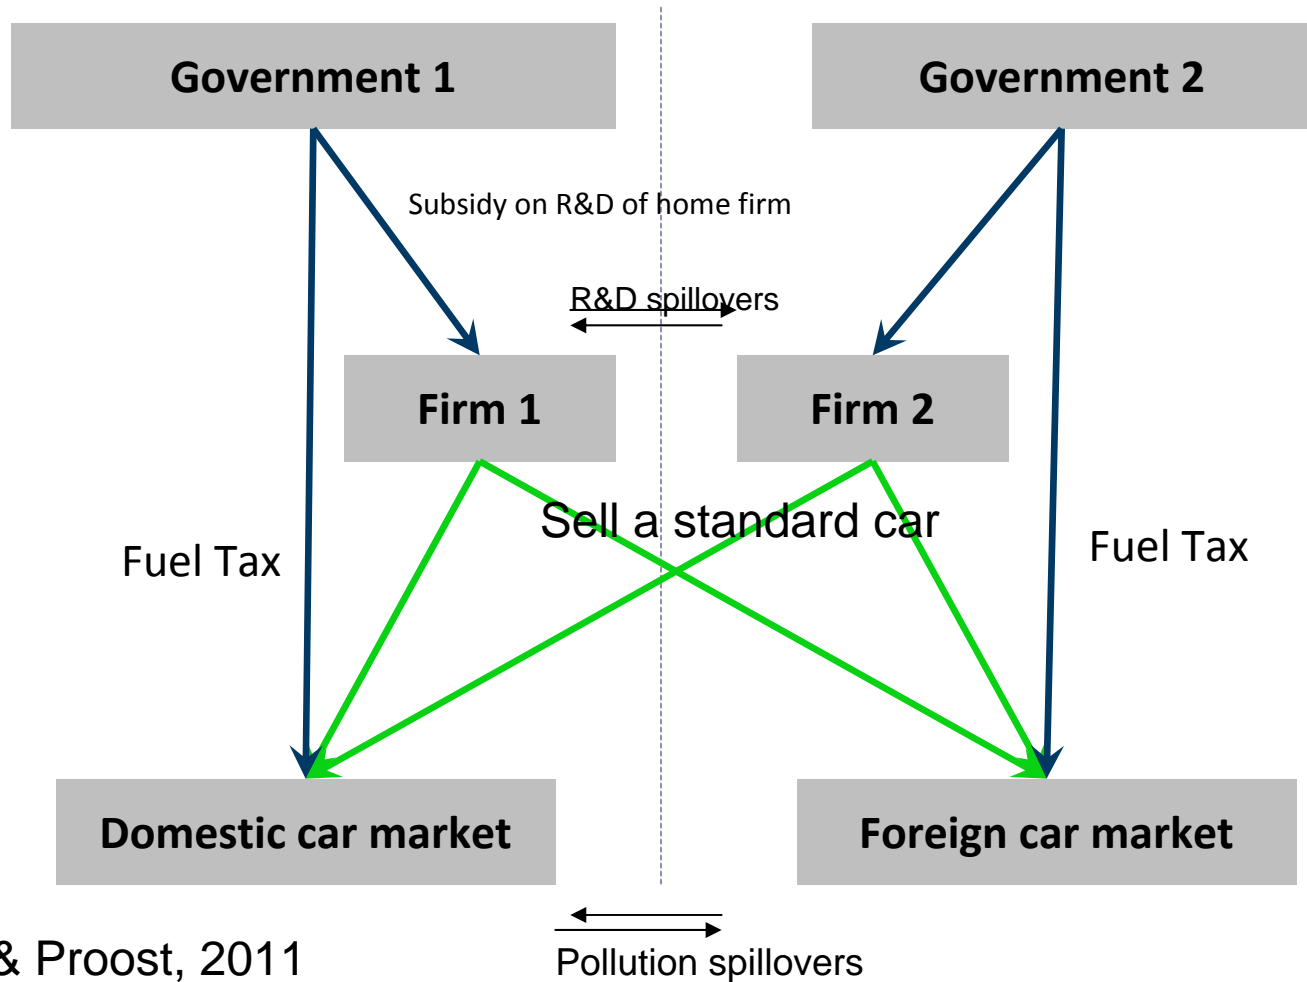 Government 1
Government 2
Subsidy on R&D of home firm
R&D spillovers
Firm 1
Firm 2
Sell a standard car
Fuel Tax
Fuel Tax
Domestic car market
Foreign car market
& Proost, 2011
Pollution spillovers